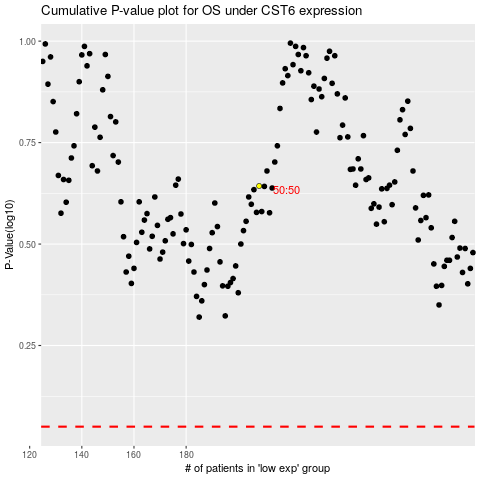 Cumulative P-value plot for OS under CST6 expression
P-Value(log10)
1.00
0.75
0.50
0.25
50:50
120 140 160 180
# of patients in 'low exp' group